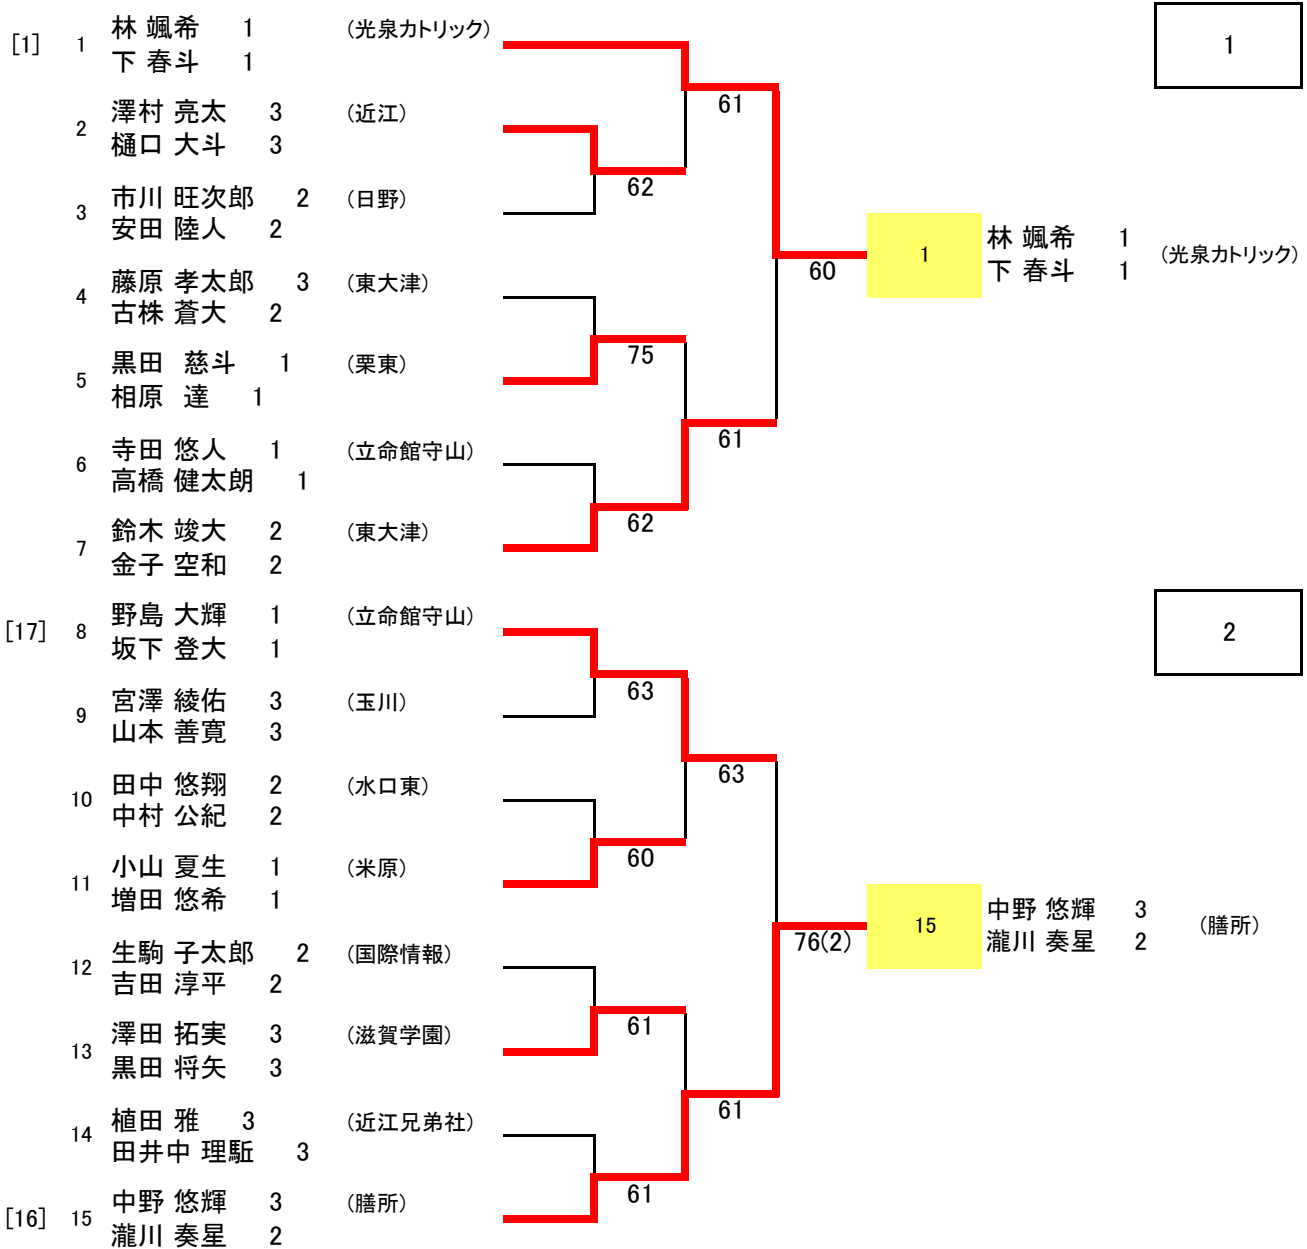 [1] 1 林 颯希 1 (光泉カトリック)
下 春斗 1
1
2 澤村 亮太 3 (近江)
樋口 大斗 3
61
3 市川 旺次郎 2 (日野)
安田 陸人 2
62
4 藤原 孝太郎 3 (東大津)
古株 蒼大 2
60
1 林 颯希 1 (光泉カトリック)
下 春斗 1
5 黒田 慈斗 1 (栗東)
相原 達 1
75
6 寺田 悠人 1 (立命館守山)
高橋 健太朗 1
61
7 鈴木 竣大 2 (東大津)
金子 空和 2
62
[17] 8 野島 大輝 1 (立命館守山)
坂下 登大 1
2
9 宮澤 綾佑 3 (玉川)
山本 善寛 3
63
10 田中 悠翔 2 (水口東)
中村 公紀 2
63
11 小山 夏生 1 (米原)
増田 悠希 1
60
12 生駒 子太郎 2 (国際情報)
吉田 淳平 2
76(2)
15 中野 悠輝 3 (膳所)
瀧川 奏星 2
13 澤田 拓実 3 (滋賀学園)
黒田 将矢 3
61
14 植田 雅 3 (近江兄弟社)
田井中 理駈 3
61
[16] 15 中野 悠輝 3 (膳所)
瀧川 奏星 2
61